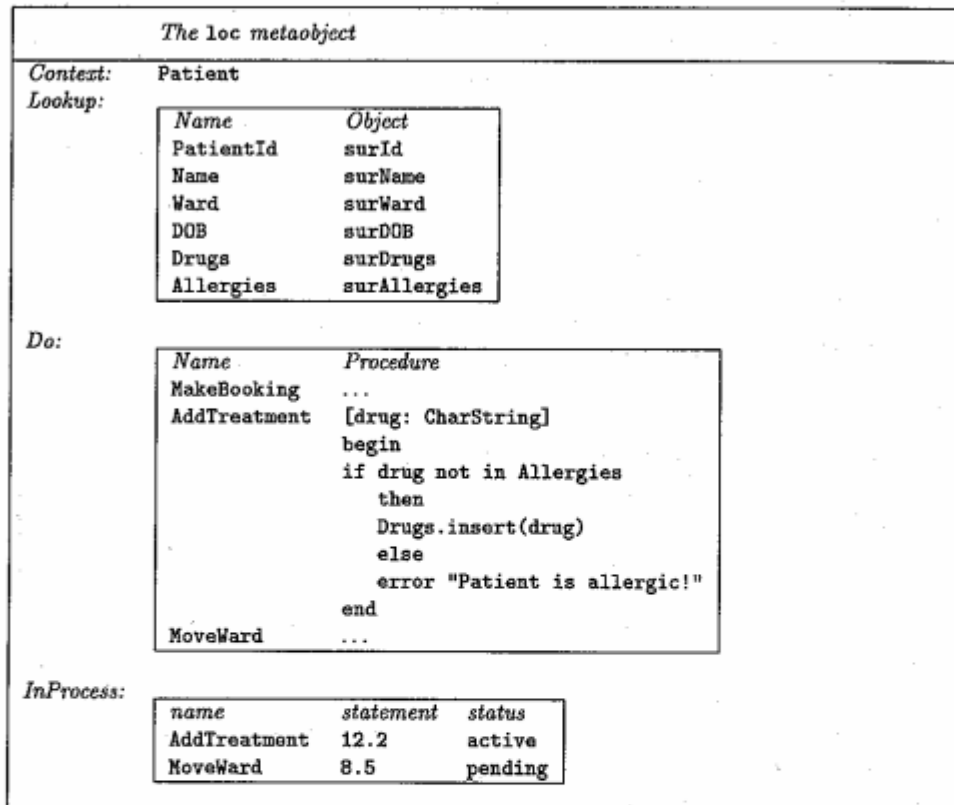 The loc metaobject
Context: Patient
Lookup:
Name Object
PatientId surId
Name surName
Ward surWard
DOB surDOB
Drugs surDrugs
Allergies surAllergies
Do:
Name Procedure
MakeBooking ...
AddTreatment [drug: CharString]
begin
if drug not in Allergies
then
Drugs.insert(drug)
else
error "Patient is allergic!"
end
MoveWard ...
InProcess:
name statement status
AddTreatment 12.2 active
MoveWard 8.5 pending